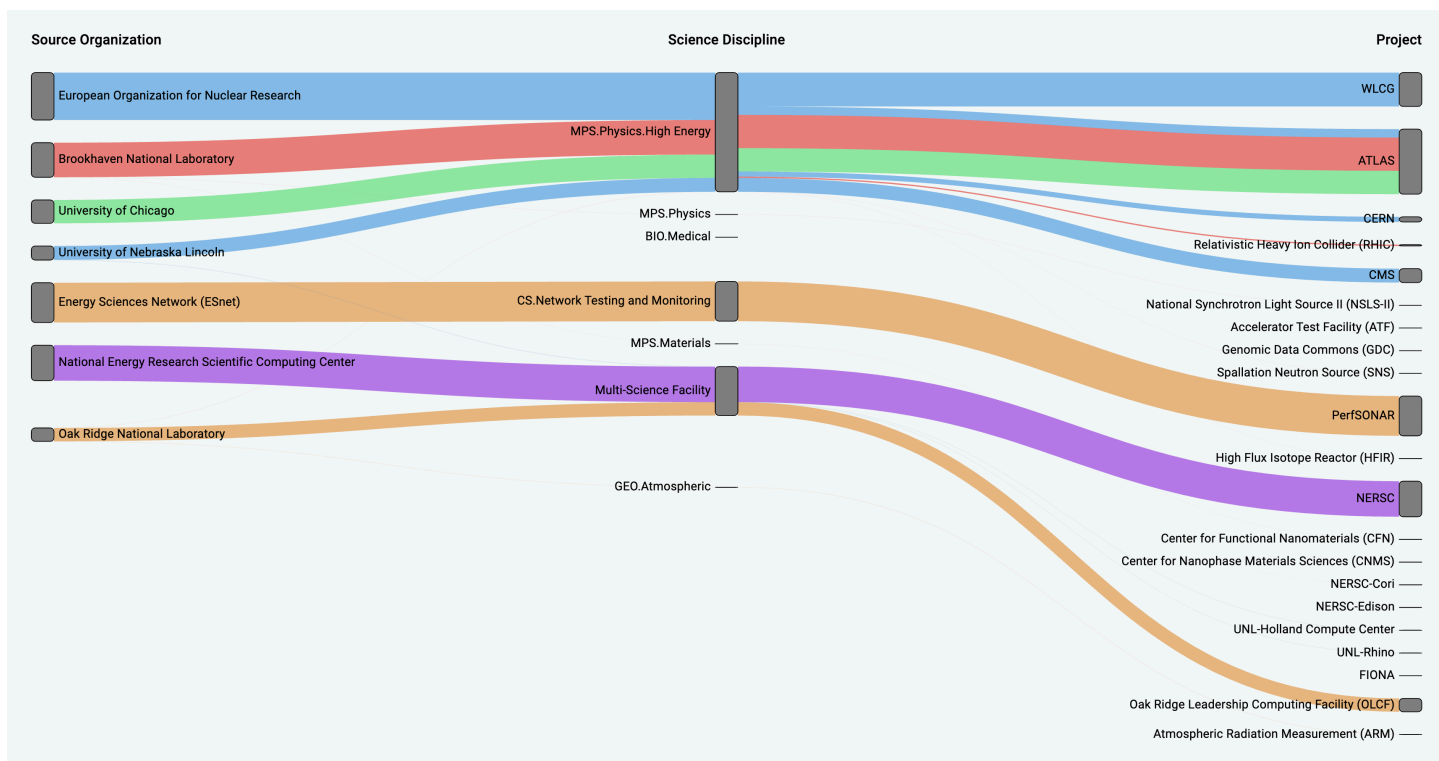 Source Organization
Science Discipline
Project
European Organization for Nuclear Research
Brookhaven National Laboratory
University of Chicago
University of Nebraska Lincoln
Energy Sciences Network (ESnet)
National Energy Research Scientific Computing Center
Oak Ridge National Laboratory
MPS.Physics.High Energy
MPS.Physics
BIO.Medical
CS.Network Testing and Monitoring
MPS.Materials
Multi-Science Facility
GEO.Atmospheric
WLCG
ATLAS
CERN
Relativistic Heavy Ion Collider (RHIC)
CMS
National Synchrotron Light Source II (NSLS-II)
Accelerator Test Facility (ATF)
Genomic Data Commons (GDC)
Spallation Neutron Source (SNS)
PerfSONAR
High Flux Isotope Reactor (HFIR)
NERSC
Center for Functional Nanomaterials (CFN)
Center for Nanophase Materials Sciences (CNMS)
NERSC-Cori
NERSC-Edison
UNL-Holland Compute Center
UNL-Rhino
FIONA
Oak Ridge Leadership Computing Facility (OLCF)
Atmospheric Radiation Measurement (ARM)